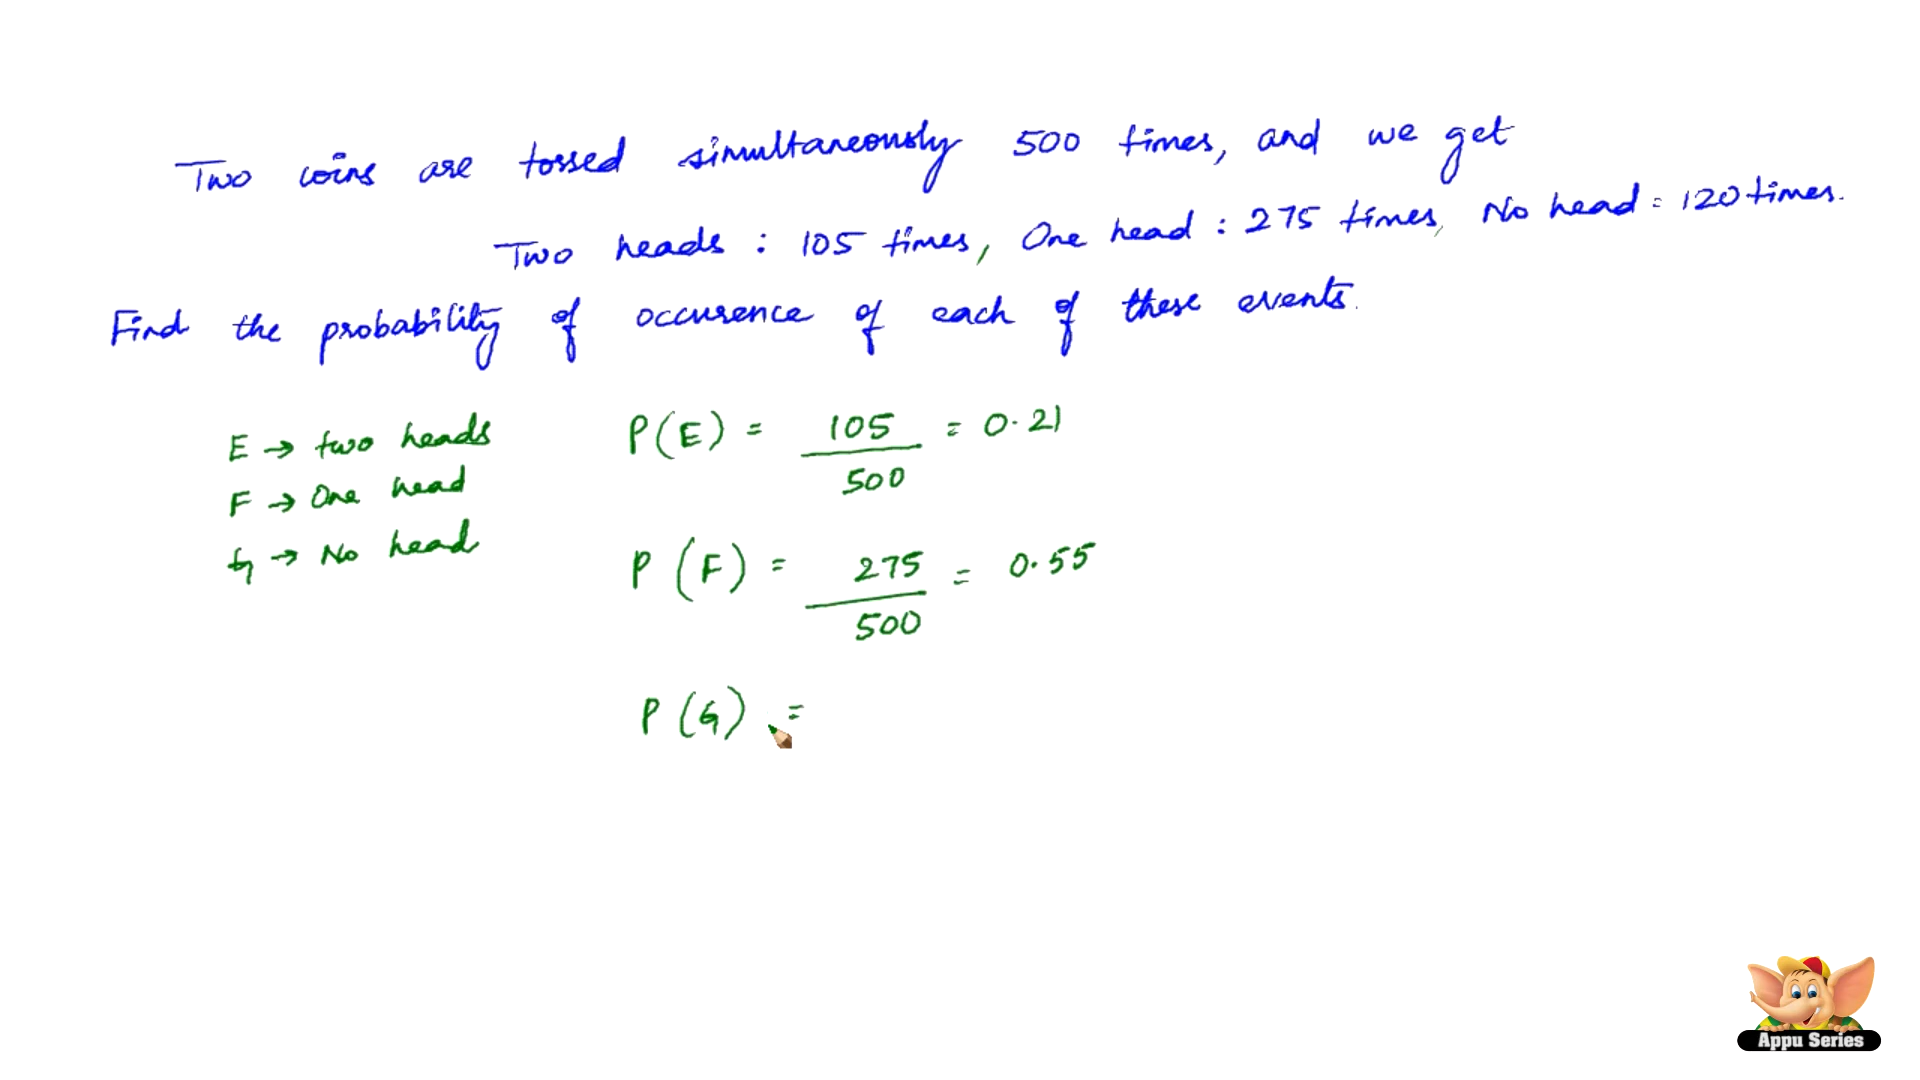 Two coins are tossed simultaneously 500 times, and we get
Two heads : 105 times, One head : 275 times, No head = 120 times.
Find the probability of occurence of each of these events.
E → two heads
F → One head
G → No head
P(E) = 105/500 = 0.21
P(F) = 275/500 = 0.55
P(G) =
Appu Series